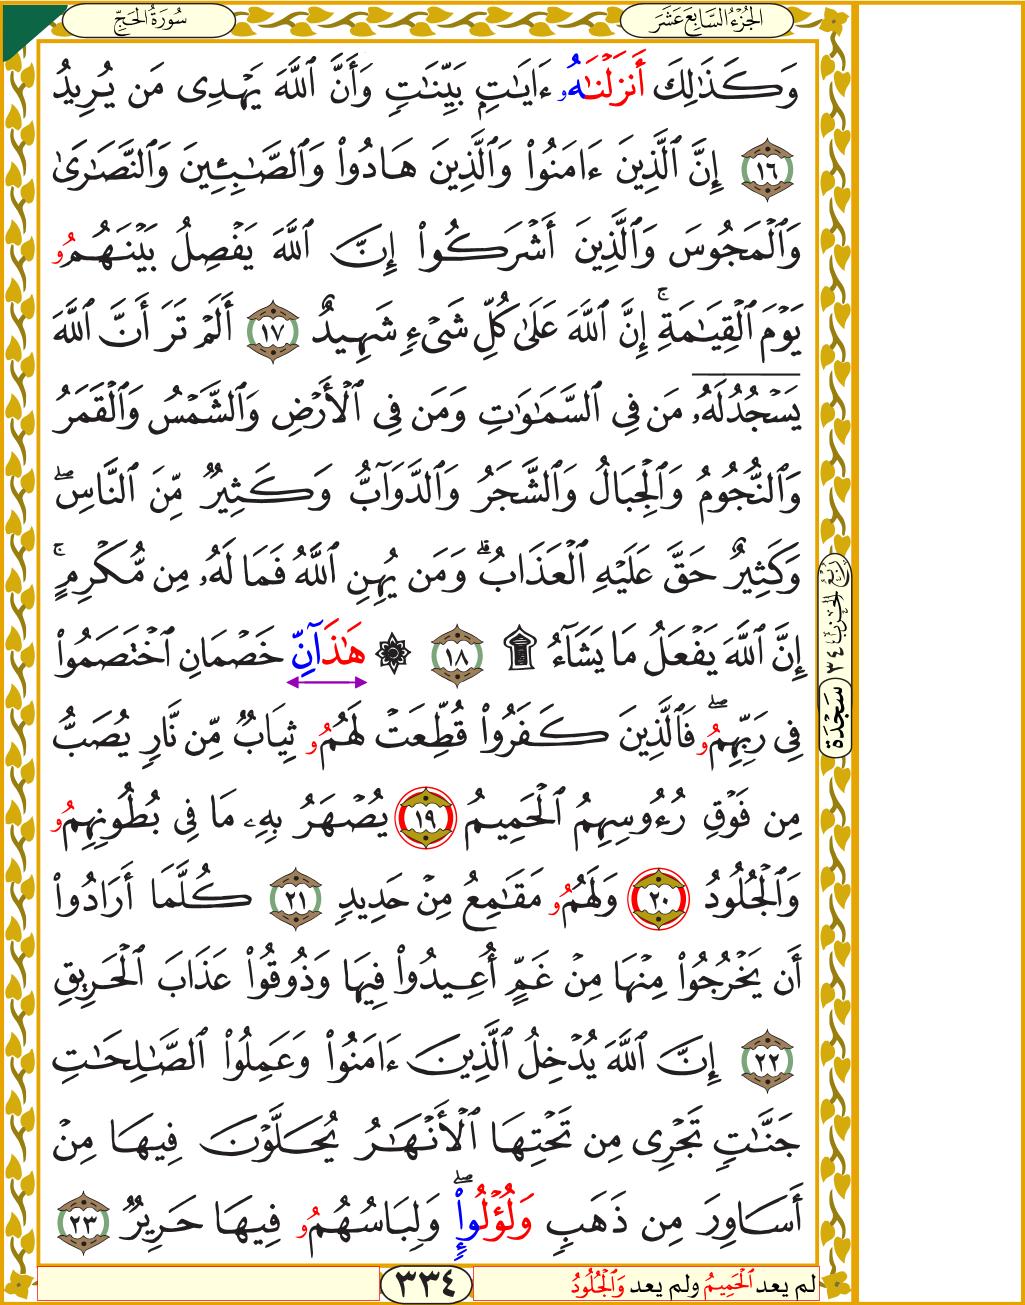 الجُزْءُ السَّابِعَ عَشَرَ
سُورَةُ الحَجِّ
وَكَذَٰلِكَ أَنزَلْنَٰهُۥ ءَايَٰتٍۭ بَيِّنَٰتٍ وَأَنَّ ٱللَّهَ يَهْدِى مَن يُرِيدُ
١٦ إِنَّ ٱلَّذِينَ ءَامَنُوا۟ وَٱلَّذِينَ هَادُوا۟ وَٱلصَّٰبِـِٔينَ وَٱلنَّصَٰرَىٰ
وَٱلْمَجُوسَ وَٱلَّذِينَ أَشْرَكُوٓا۟ إِنَّ ٱللَّهَ يَفْصِلُ بَيْنَهُمُۥ
يَوْمَ ٱلْقِيَٰمَةِ ۚ إِنَّ ٱللَّهَ عَلَىٰ كُلِّ شَىْءٍ شَهِيدٌ ١٧ أَلَمْ تَرَ أَنَّ ٱللَّهَ
يَسْجُدُ لَهُۥ مَن فِى ٱلسَّمَٰوَٰتِ وَمَن فِى ٱلْأَرْضِ وَٱلشَّمْسُ وَٱلْقَمَرُ
وَٱلنُّجُومُ وَٱلْجِبَالُ وَٱلشَّجَرُ وَٱلدَّوَآبُّ وَكَثِيرٌ مِّنَ ٱلنَّاسِ ۖ
وَكَثِيرٌ حَقَّ عَلَيْهِ ٱلْعَذَابُ ۗ وَمَن يُهِنِ ٱللَّهُ فَمَا لَهُۥ مِن مُّكْرِمٍ ۚ
إِنَّ ٱللَّهَ يَفْعَلُ مَا يَشَآءُ ۩ ١٨ ۞ هَٰذَآنِّ خَصْمَانِ ٱخْتَصَمُوا۟
فِى رَبِّهِمُۥ ۖ فَٱلَّذِينَ كَفَرُوا۟ قُطِّعَتْ لَهُمُۥ ثِيَابٌ مِّن نَّارٍ يُصَبُّ
مِن فَوْقِ رُءُوسِهِمُ ٱلْحَمِيمُ ١٩ يُصْهَرُ بِهِۦ مَا فِى بُطُونِهِمُۥ
وَٱلْجُلُودُ ٢٠ وَلَهُمُۥ مَقَٰمِعُ مِنْ حَدِيدٍ ٢١ كُلَّمَا أَرَادُوا۟
أَن يَخْرُجُوا۟ مِنْهَا مِنْ غَمٍّ أُعِيدُوا۟ فِيهَا وَذُوقُوا۟ عَذَابَ ٱلْحَرِيقِ
٢٢ إِنَّ ٱللَّهَ يُدْخِلُ ٱلَّذِينَ ءَامَنُوا۟ وَعَمِلُوا۟ ٱلصَّٰلِحَٰتِ
جَنَّٰتٍ تَجْرِى مِن تَحْتِهَا ٱلْأَنْهَٰرُ يُحَلَّوْنَ فِيهَا مِنْ
أَسَاوِرَ مِن ذَهَبٍ وَلُؤْلُوإٍ ۖ وَلِبَاسُهُمُۥ فِيهَا حَرِيرٌ ٢٣
رُبْعُ الحِزْبِ ٣٤
سَجْدَة
لم يعد ٱلْحَمِيمُ ولم يعد وَٱلْجُلُودُ
٣٣٤